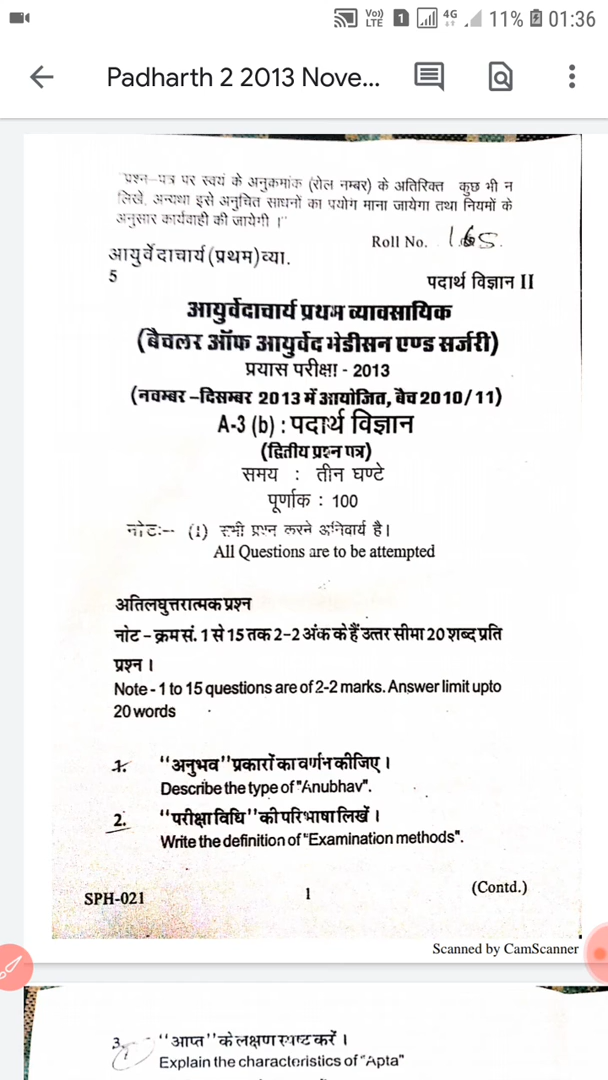 Vo)) LTE 1 4G 11% 01:36
Padharth 2 2013 Nove...
"प्रश्न-पत्र पर स्वयं के अनुक्रमांक (रोल नम्बर) के अतिरिक्त कुछ भी न
लिखें, अन्यथा इसे अनुचित साधनों का पयोग माना जायेगा तथा नियमों के
अनुसार कार्यवाही की जायेगी।"
Roll No. 165.
आयुर्वेदाचार्य(प्रथम)व्या.
5
पदार्थ विज्ञान II
आयुर्वेदाचार्य प्रथम व्यावसायिक
(बैचलर ऑफ आयुर्वेद भेडीसन एण्ड सर्जरी)
प्रयास परीक्षा - 2013
(नवम्बर –दिसम्बर 2013 में आयोजित, बैच 2010/11)
A-3 (b) : पदार्थ विज्ञान
(द्वितीय प्रश्न पत्र)
समय : तीन घण्टे
पूर्णाक : 100
नोटः-- (1) सभी प्रश्न करने अनिवार्य है।
All Questions are to be attempted
अतिलघुत्तरात्मक प्रश्न
नोट – क्रम सं. 1 से 15 तक 2-2 अंक के हैं उत्तर सीमा 20 शब्द प्रति
प्रश्न ।
Note - 1 to 15 questions are of 2-2 marks. Answer limit upto
20 words
1. "अनुभव" प्रकारों का वर्णन कीजिए ।
Describe the type of "Anubhav".
2. "परीक्षा विधि" की परिभाषा लिखें ।
Write the definition of "Examination methods".
SPH-021 1 (Contd.)
Scanned by CamScanner
3. "आप्त" के लक्षण स्पष्ट करें ।
Explain the characteristics of "Apta"